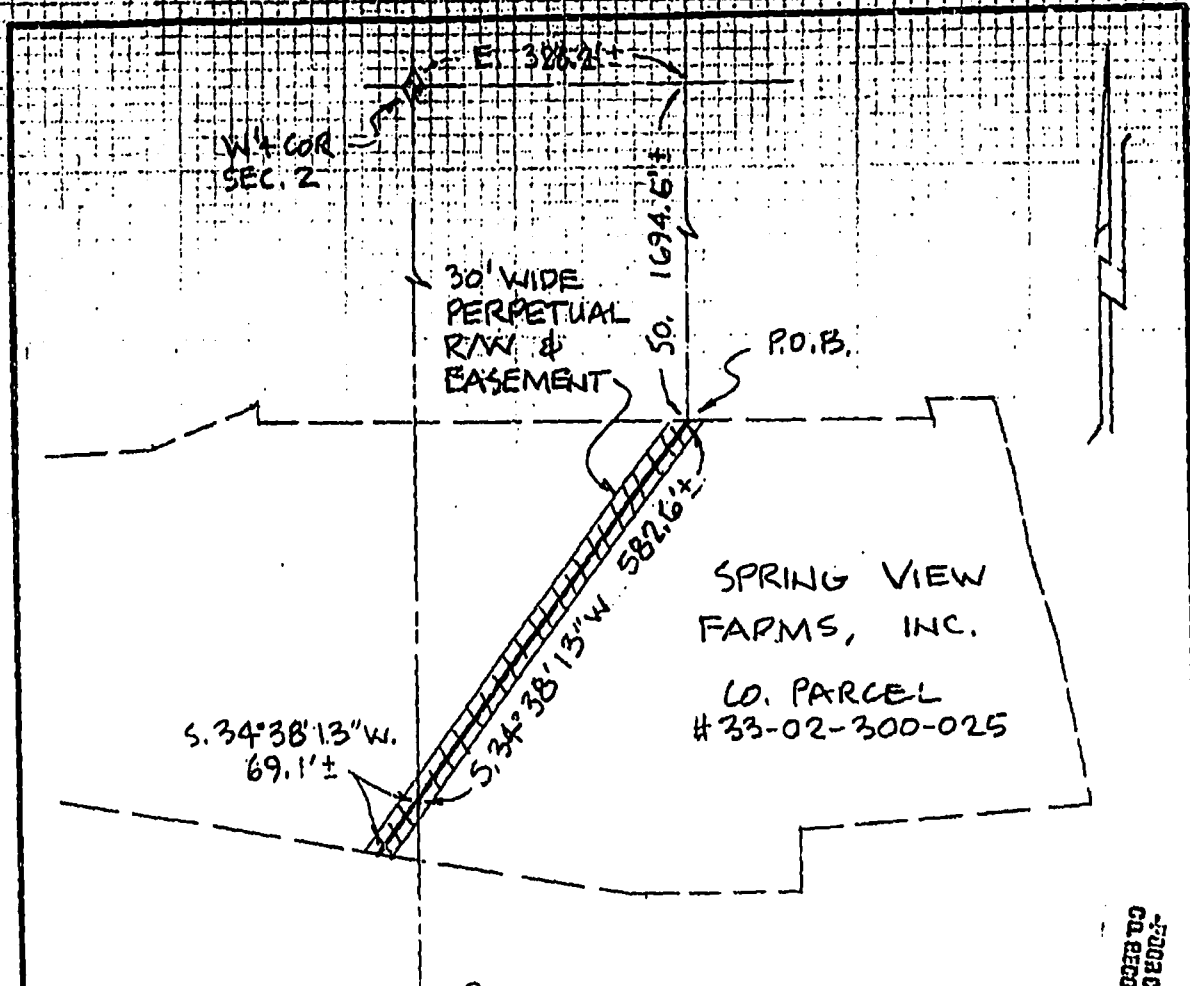 E. 388.2'±
W¼ COR
SEC. 2
SO. 1694.6'±
30' WIDE
PERPETUAL
R/W &
EASEMENT
P.O.B.
S.34°38'13"W 582.6'±
SPRING VIEW
FARMS, INC.
CO. PARCEL
#33-02-300-025
S.34°38'13"W.
69.1'±